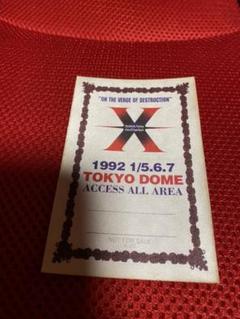 "ON THE VERGE OF DESTRUCTION"
X
1992 1/5.6.7
TOKYO DOME
ACCESS ALL AREA
NOT FOR SALE